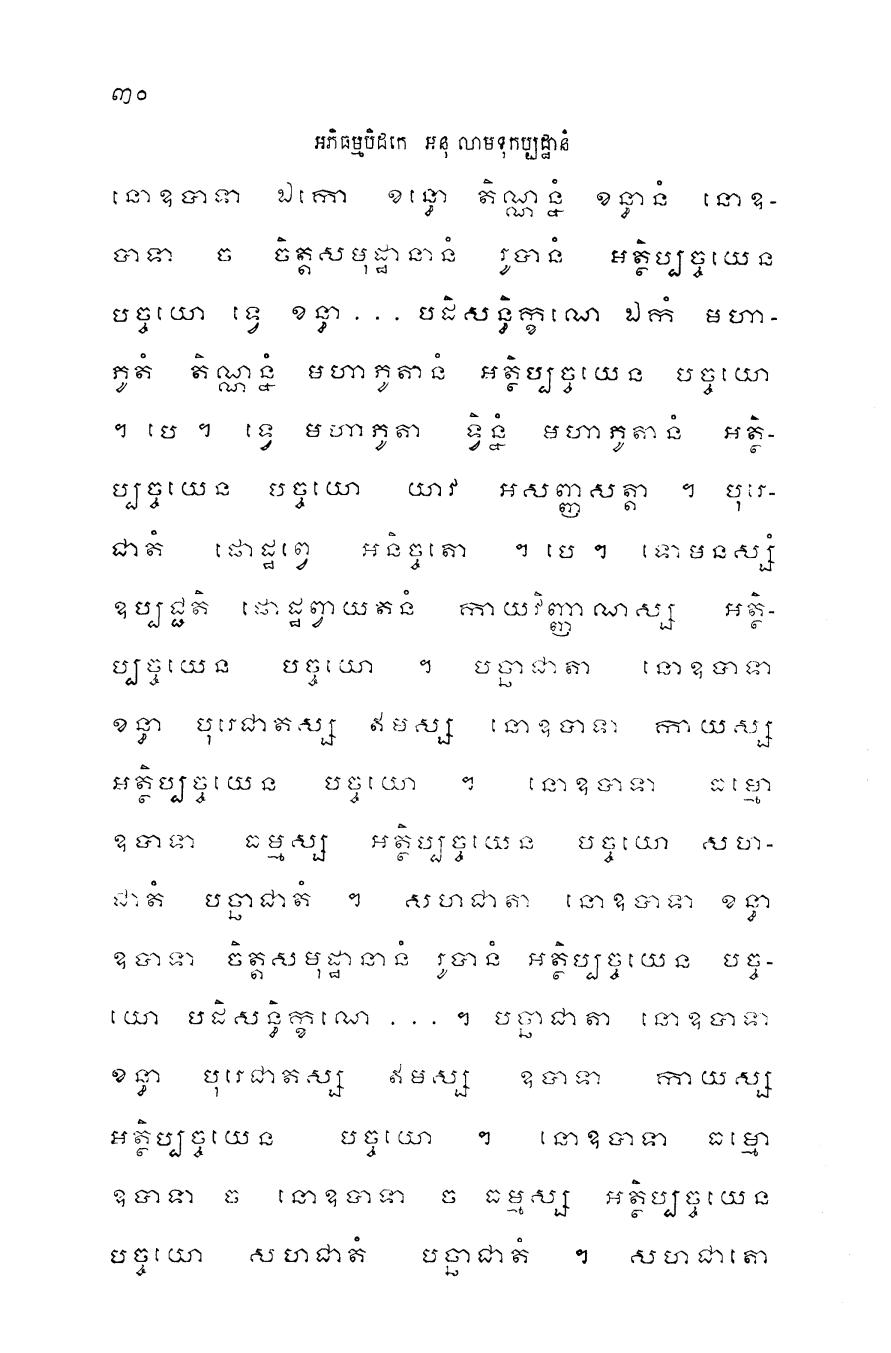 ៣០
អភិធម្មបិដកេ អនុលោមទុកប្បដ្ឋានំ
នោឧបាទា ឯកោ ខន្ធោ តិណ្ណន្នំ ខន្ធានំ នោឧ-
បាទា ច ចិត្តសមុដ្ឋានានំ រូបានំ អត្ថិប្បច្ចយេន
បច្ចយោ ទ្វេ ខន្ធា ... បដិសន្ធិក្ខណេ ឯកំ មហា-
ភូតំ តិណ្ណន្នំ មហាភូតានំ អត្ថិប្បច្ចយេន បច្ចយោ
។ បេ ។ ទ្វេ មហាភូតា ទ្វិន្នំ មហាភូតានំ អត្ថិ-
ប្បច្ចយេន បច្ចយោ យាវ អសញ្ញសត្តា ។ បុរេ-
ជាតំ ផោដ្ឋព្វេ អនិច្ចតោ ។ បេ ។ ទោមនស្សំ
ឧប្បជ្ជតិ ផោដ្ឋព្វាយតនំ កាយវិញ្ញាណស្ស អត្ថិ-
ប្បច្ចយេន បច្ចយោ ។ បច្ឆាជាតា នោឧបាទា
ខន្ធា បុរេជាតស្ស ឥមស្ស នោឧបាទា កាយស្ស
អត្ថិប្បច្ចយេន បច្ចយោ ។ នោឧបាទា ធម្មោ
ឧបាទា ធម្មស្ស អត្ថិប្បច្ចយេន បច្ចយោ សហ-
ជាតំ បច្ឆាជាតំ ។ សហជាតា នោឧបាទា ខន្ធា
ឧបាទា ចិត្តសមុដ្ឋានានំ រូបានំ អត្ថិប្បច្ចយេន បច្ច-
យោ បដិសន្ធិក្ខណេ ... ។ បច្ឆាជាតា នោឧបាទា
ខន្ធា បុរេជាតស្ស ឥមស្ស ឧបាទា កាយស្ស
អត្ថិប្បច្ចយេន បច្ចយោ ។ នោឧបាទា ធម្មោ
ឧបាទា ច នោឧបាទា ច ធម្មស្ស អត្ថិប្បច្ចយេន
បច្ចយោ សហជាតំ បច្ឆាជាតំ ។ សហជាតោ